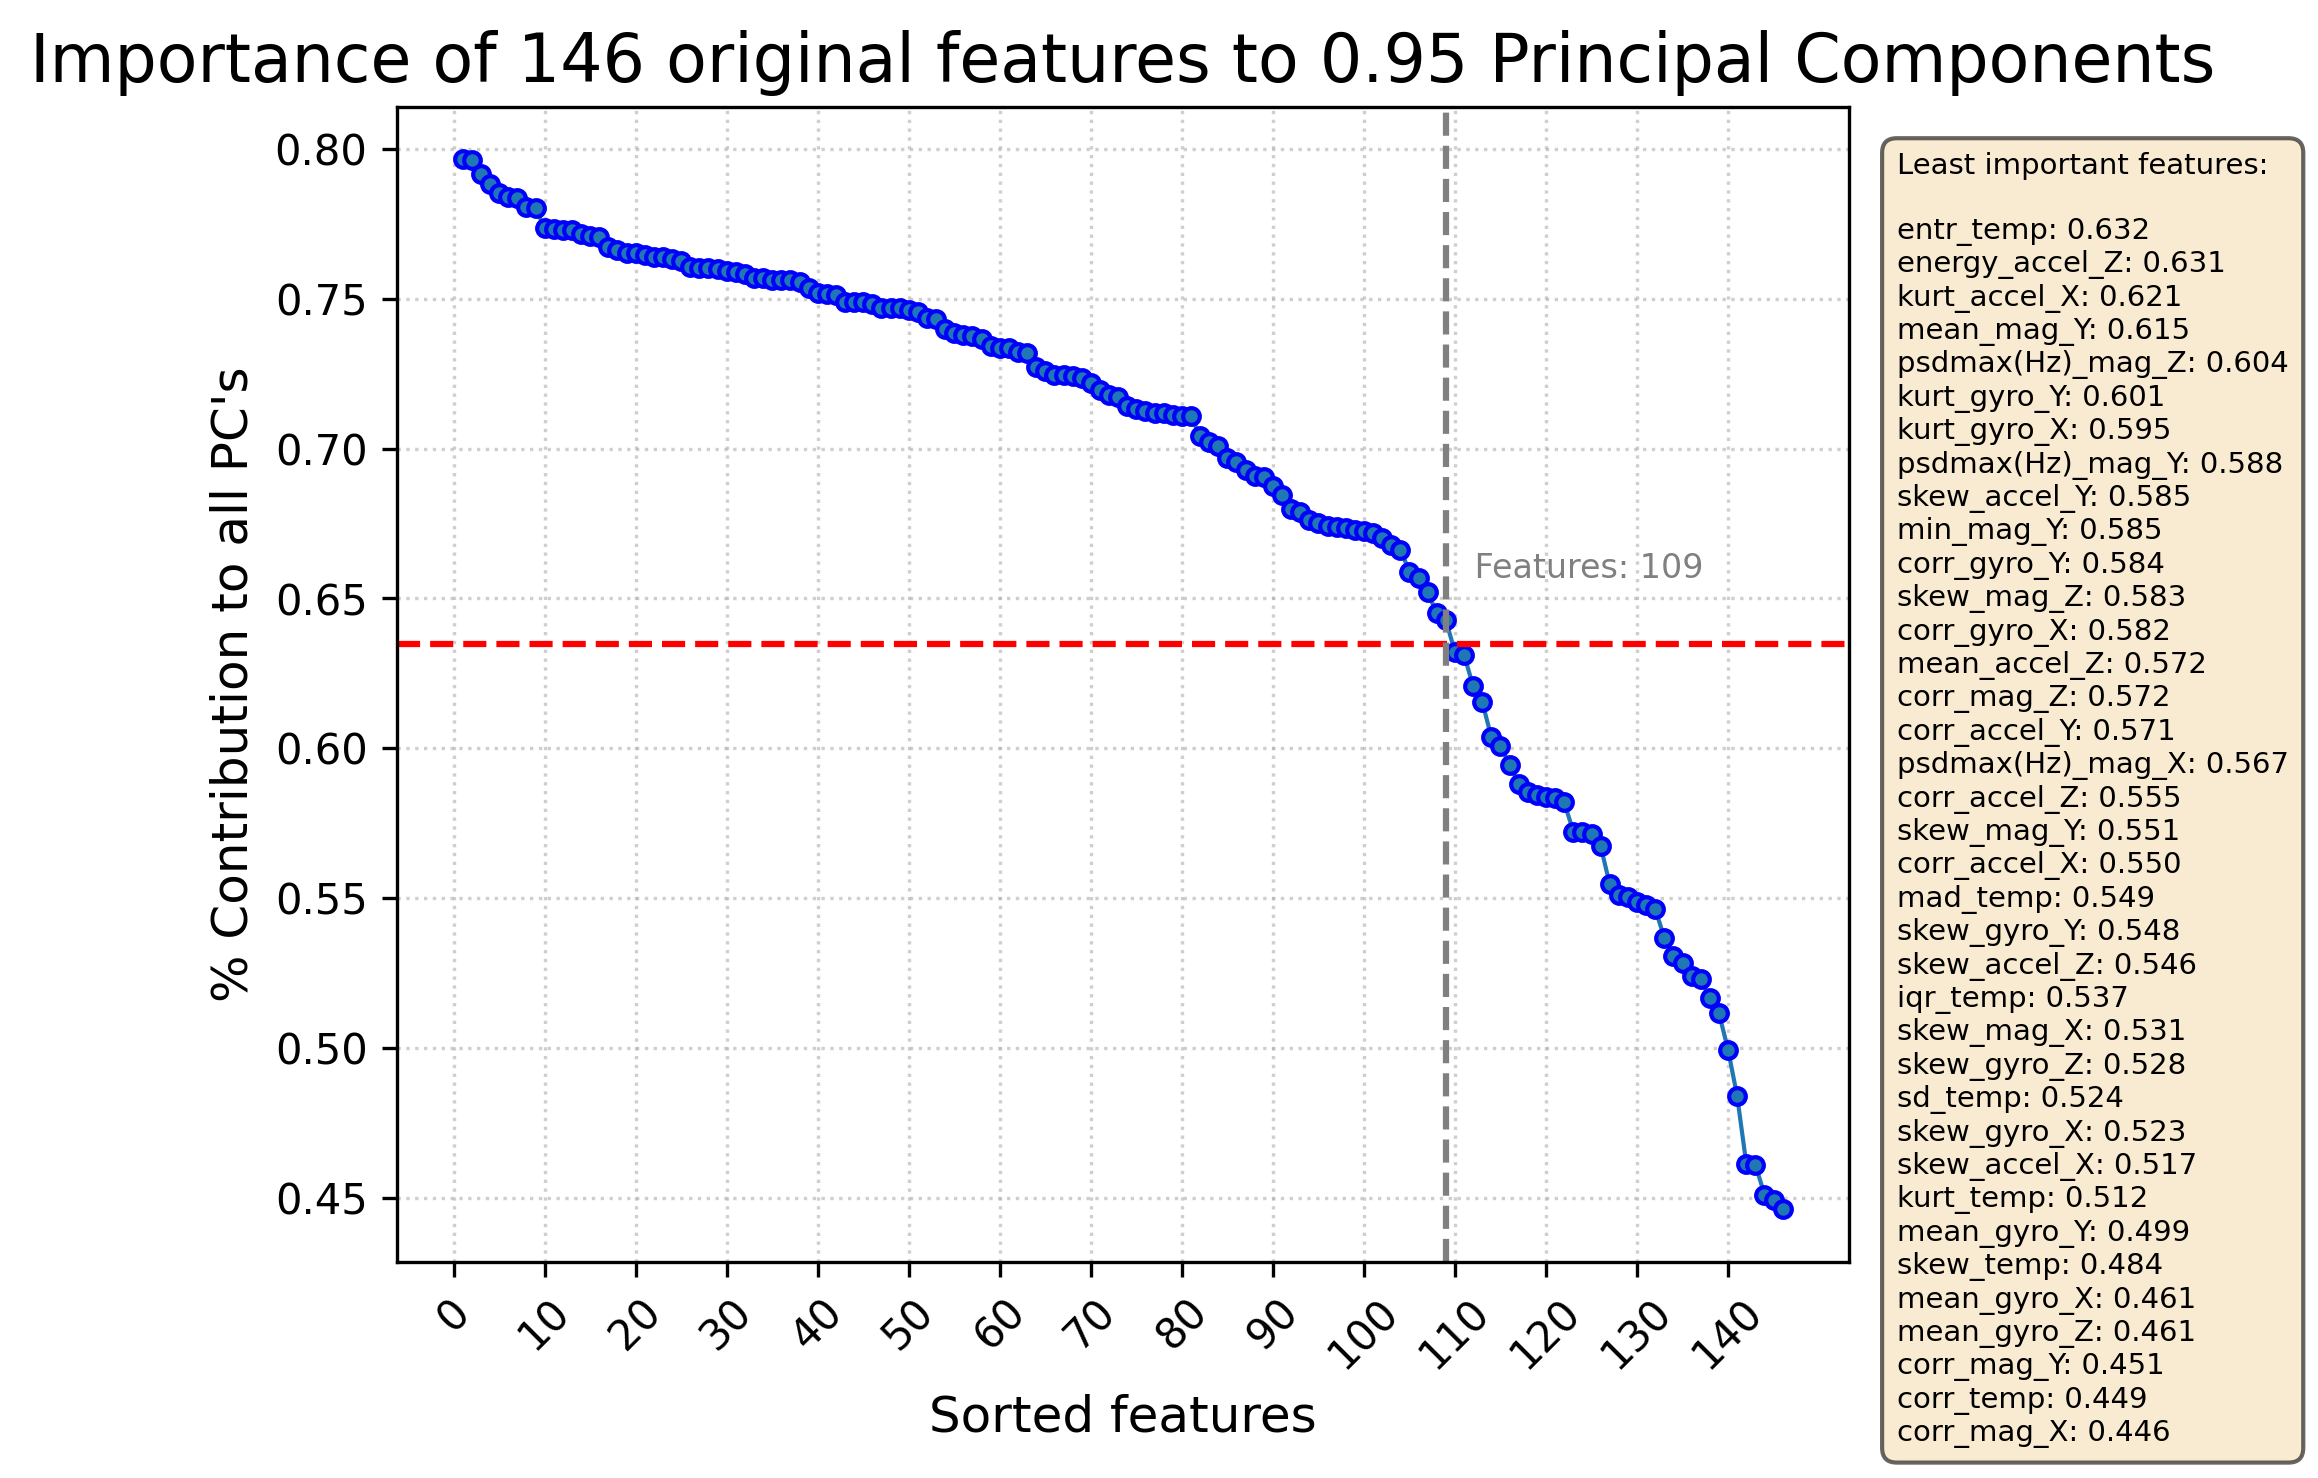 Importance of 146 original features to 0.95 Principal Components
% Contribution to all PC's
0.80
0.75
0.70
0.65
0.60
0.55
0.50
0.45
Features: 109
0
10
20
30
40
50
60
70
80
90
100
110
120
130
140
Sorted features
Least important features:
entr_temp: 0.632
energy_accel_Z: 0.631
kurt_accel_X: 0.621
mean_mag_Y: 0.615
psdmax(Hz)_mag_Z: 0.604
kurt_gyro_Y: 0.601
kurt_gyro_X: 0.595
psdmax(Hz)_mag_Y: 0.588
skew_accel_Y: 0.585
min_mag_Y: 0.585
corr_gyro_Y: 0.584
skew_mag_Z: 0.583
corr_gyro_X: 0.582
mean_accel_Z: 0.572
corr_mag_Z: 0.572
corr_accel_Y: 0.571
psdmax(Hz)_mag_X: 0.567
corr_accel_Z: 0.555
skew_mag_Y: 0.551
corr_accel_X: 0.550
mad_temp: 0.549
skew_gyro_Y: 0.548
skew_accel_Z: 0.546
iqr_temp: 0.537
skew_mag_X: 0.531
skew_gyro_Z: 0.528
sd_temp: 0.524
skew_gyro_X: 0.523
skew_accel_X: 0.517
kurt_temp: 0.512
mean_gyro_Y: 0.499
skew_temp: 0.484
mean_gyro_X: 0.461
mean_gyro_Z: 0.461
corr_mag_Y: 0.451
corr_temp: 0.449
corr_mag_X: 0.446